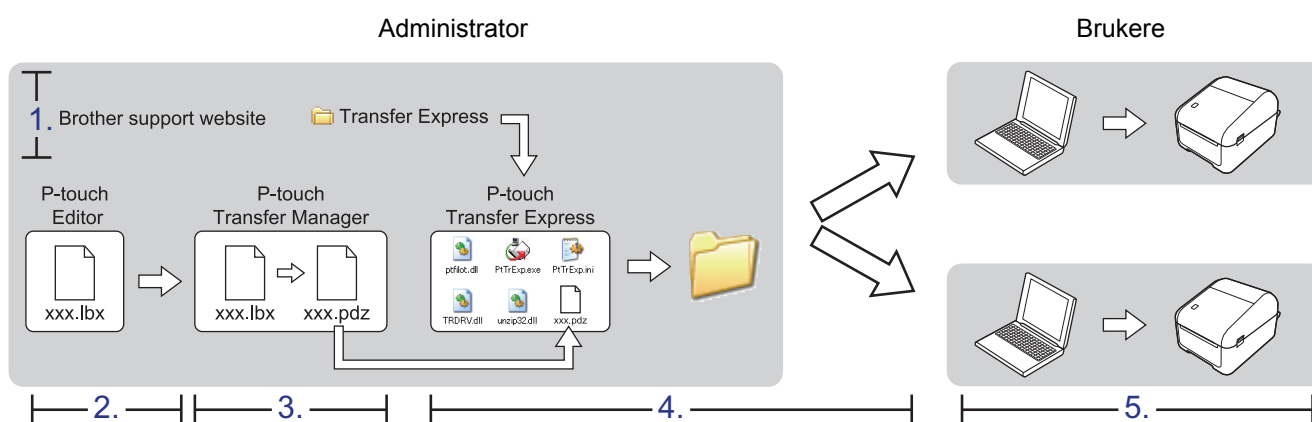 Administrator
Brukere
1. Brother support website
Transfer Express
P-touch
Editor
xxx.lbx
P-touch
Transfer Manager
xxx.lbx
xxx.pdz
P-touch
Transfer Express
ptfilot.dll
PtTrExp.exe
PtTrExp.ini
TRDRV.dll
unzip32.dll
xxx.pdz
2.
3.
4.
5.